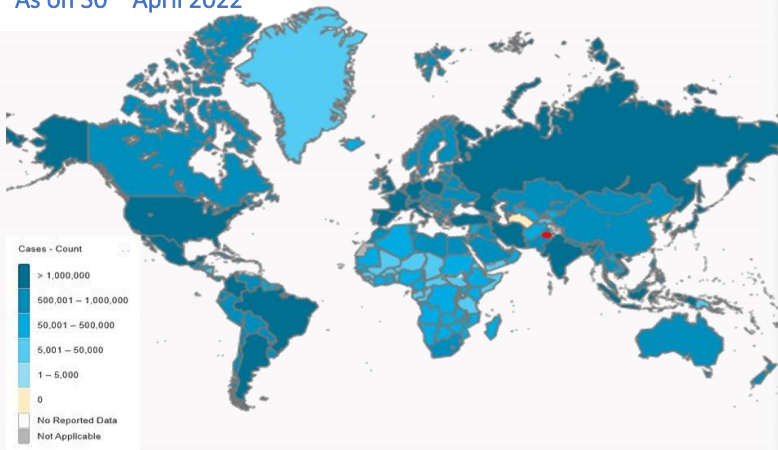 As on 30 April 2022
Cases - Count
> 1,000,000
500,001 – 1,000,000
50,001 – 500,000
5,001 – 50,000
1 – 5,000
0
No Reported Data
Not Applicable